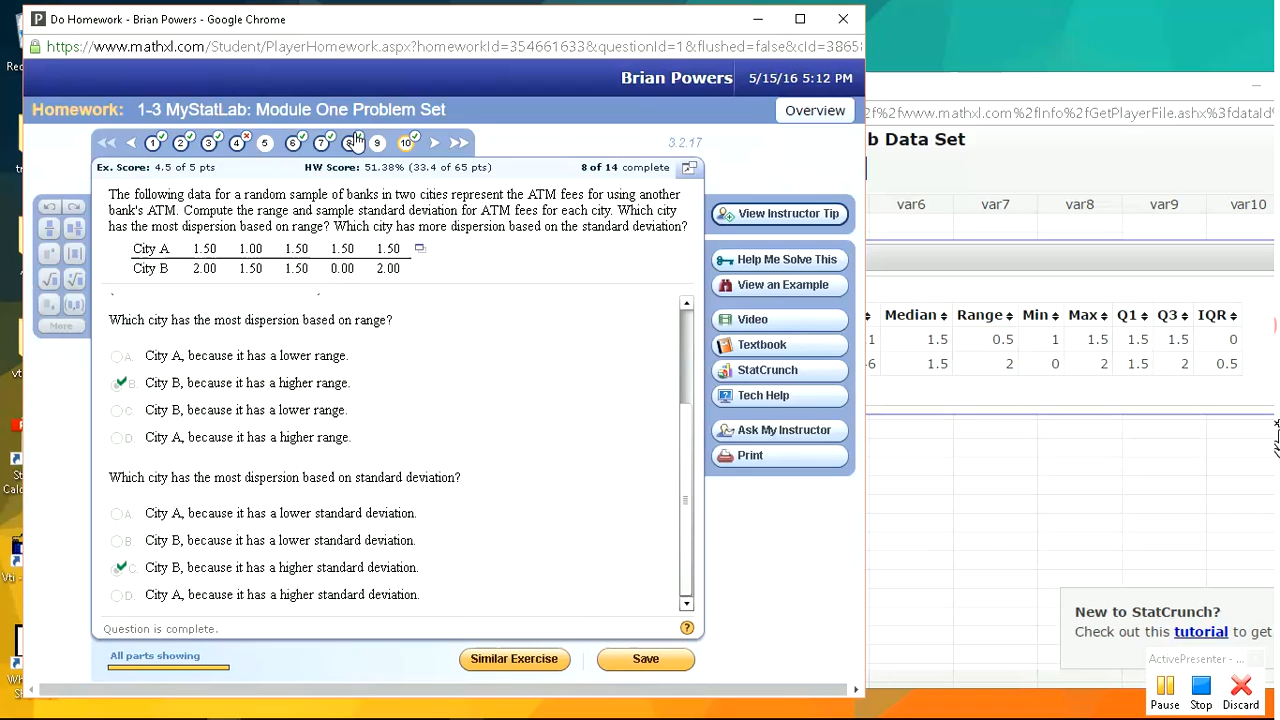 Do Homework - Brian Powers - Google Chrome
https://www.mathxl.com/Student/PlayerHomework.aspx?homeworkId=354661633&questionId=1&flushed=false&cId=3865
Brian Powers 5/15/16 5:12 PM
Homework: 1-3 MyStatLab: Module One Problem Set
Overview
1 2 3 4 5 6 7 8 9 10
3.2.17
Ex. Score: 4.5 of 5 pts
HW Score: 51.38% (33.4 of 65 pts)
8 of 14 complete
The following data for a random sample of banks in two cities represent the ATM fees for using another
bank's ATM. Compute the range and sample standard deviation for ATM fees for each city. Which city
has the most dispersion based on range? Which city has more dispersion based on the standard deviation?
City A 1.50 1.00 1.50 1.50 1.50
City B 2.00 1.50 1.50 0.00 2.00
Which city has the most dispersion based on range?
A. City A, because it has a lower range.
B. City B, because it has a higher range.
C. City B, because it has a lower range.
D. City A, because it has a higher range.
Which city has the most dispersion based on standard deviation?
A. City A, because it has a lower standard deviation.
B. City B, because it has a lower standard deviation.
C. City B, because it has a higher standard deviation.
D. City A, because it has a higher standard deviation.
Question is complete.
All parts showing
Similar Exercise
Save
More
View Instructor Tip
Help Me Solve This
View an Example
Video
Textbook
StatCrunch
Tech Help
Ask My Instructor
Print
2f%2fwww.mathxl.com%2fInfo%2fGetPlayerFile.ashx%3fdataId
b Data Set
var6 var7 var8 var9 var10
Median Range Min Max Q1 Q3 IQR
1.5 0.5 1 1.5 1.5 1.5 0
6 1.5 2 0 2 1.5 2 0.5
New to StatCrunch?
Check out this tutorial to get
ActivePresenter - ...
Pause Stop Discard